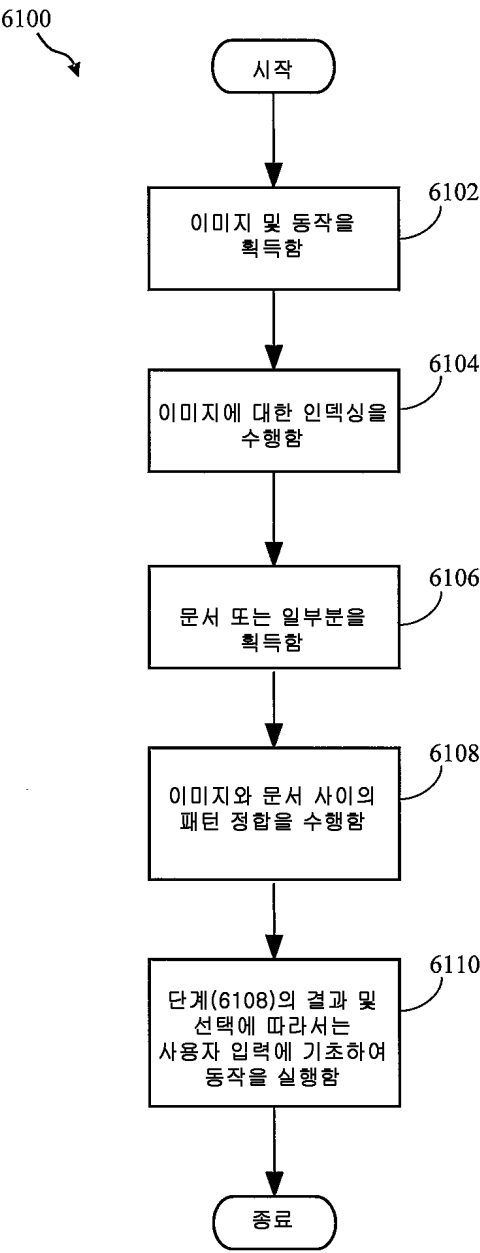 6100
시작
6102
이미지 및 동작을
획득함
6104
이미지에 대한 인덱싱을
수행함
6106
문서 또는 일부분을
획득함
6108
이미지와 문서 사이의
패턴 정합을 수행함
6110
단계(6108)의 결과 및
선택에 따라서는
사용자 입력에 기초하여
동작을 실행함
종료